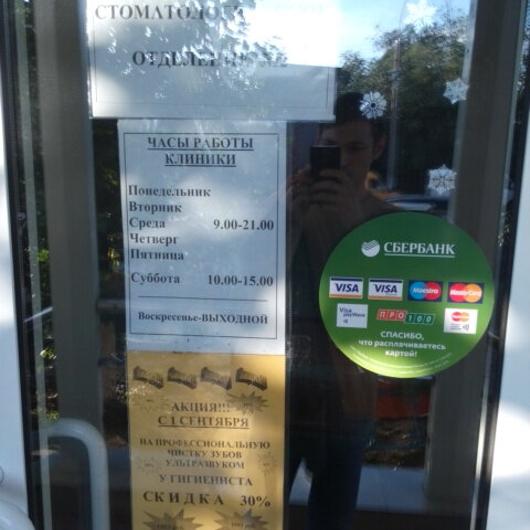 ЧАСЫ РАБОТЫ
КЛИНИКИ
Понедельник
Вторник
Среда 9.00-21.00
Четверг
Пятница
Суббота 10.00-15.00
Воскресенье-ВЫХОДНОЙ
АКЦИЯ!!!
С 1 СЕНТЯБРЯ
НА ПРОФЕССИОНАЛЬНУЮ
ЧИСТКУ ЗУБОВ
УЛЬТРАЗВУКОМ
У ГИГИЕНИСТА
СКИДКА 30%
СБЕРБАНК
VISA VISA Maestro MasterCard
Visa payWave ПРО100
СПАСИБО,
что расплачиваетесь
картой!